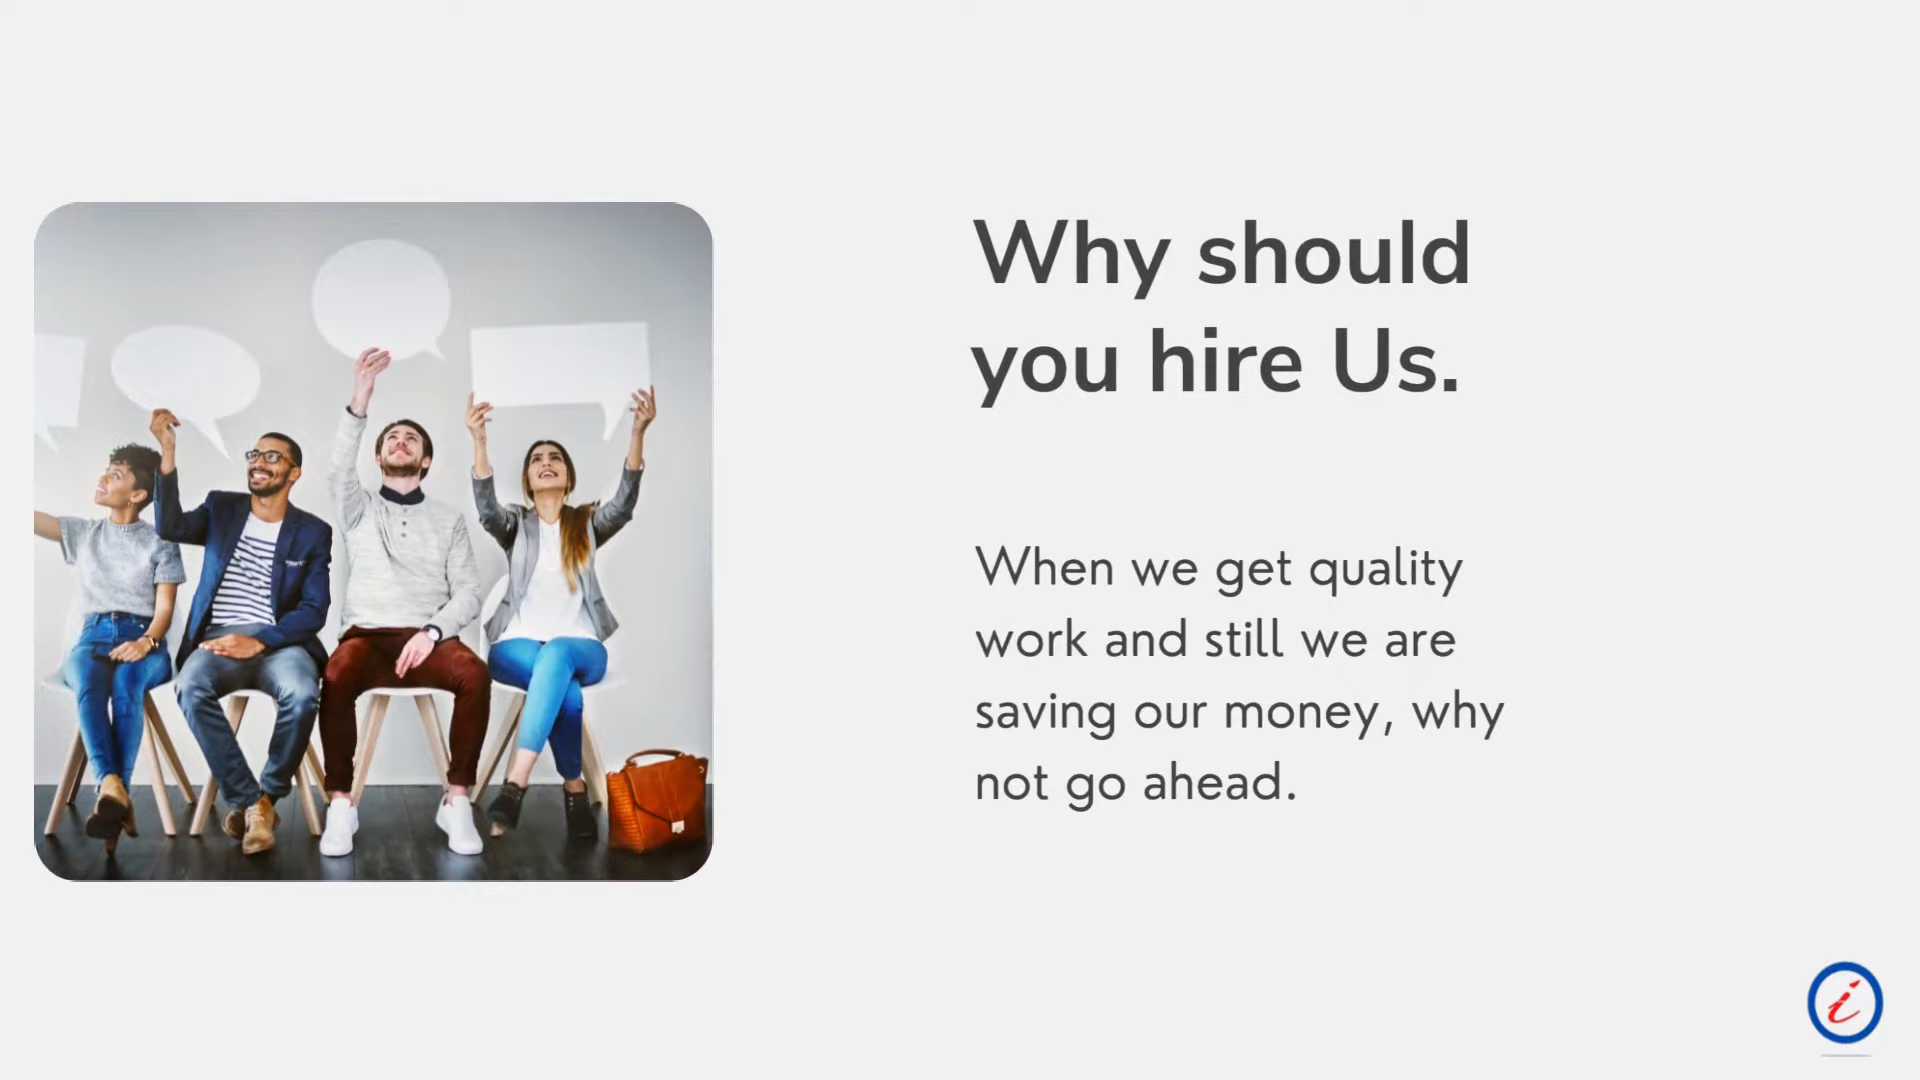 Why should
you hire Us.
When we get quality
work and still we are
saving our money, why
not go ahead.
i